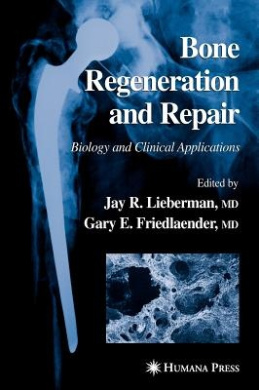 Bone
Regeneration
and Repair
Biology and Clinical Applications
Edited by
Jay R. Lieberman, MD
Gary E. Friedlaender, MD
HUMANA PRESS